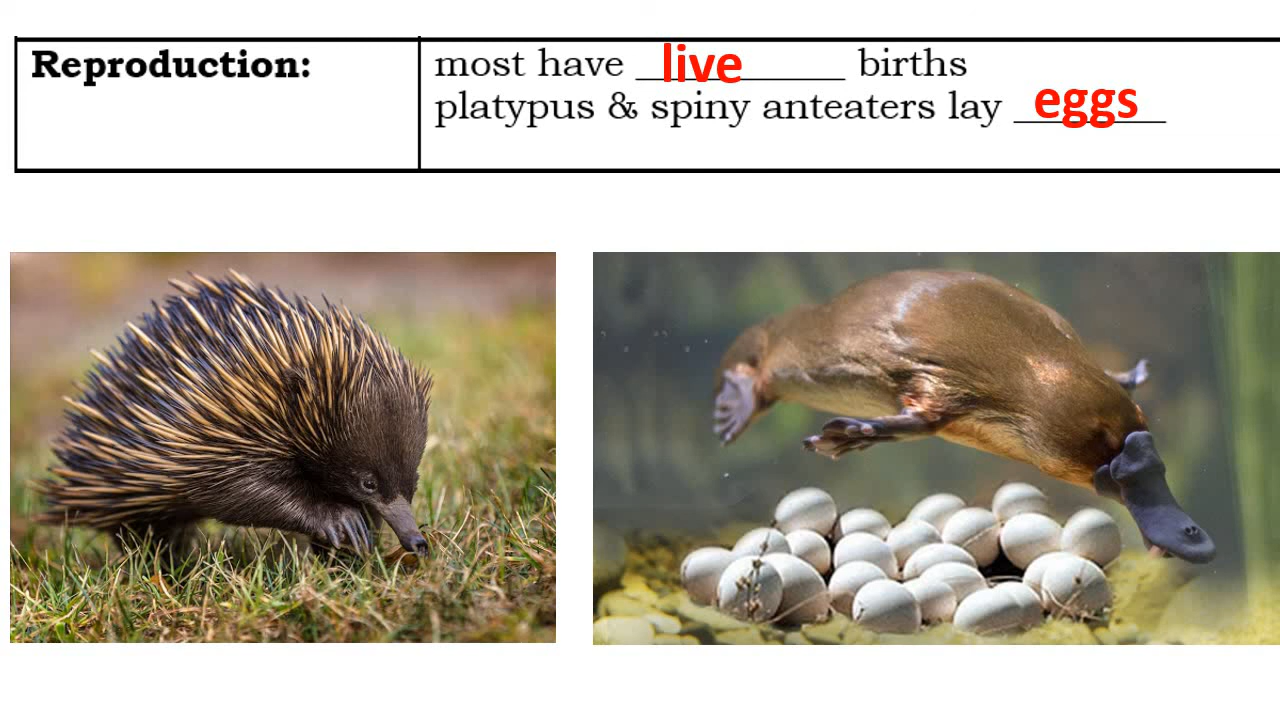 Reproduction:
most have live births
platypus & spiny anteaters lay eggs